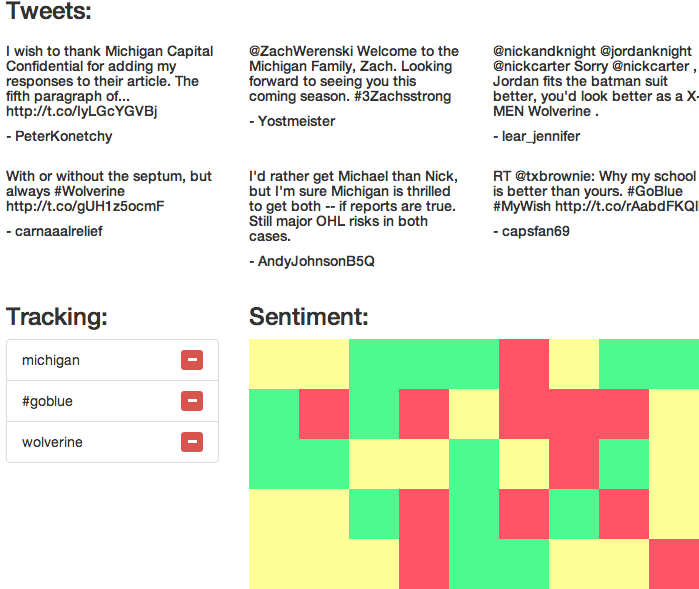 Tweets:
I wish to thank Michigan Capital
Confidential for adding my
responses to their article. The
fifth paragraph of...
http://t.co/lyLGcYGVBj
- PeterKonetchy
@ZachWerenski Welcome to the
Michigan Family, Zach. Looking
forward to seeing you this
coming season. #3Zachsstrong
- Yostmeister
@nickandknight @jordanknight
@nickcarter Sorry @nickcarter ,
Jordan fits the batman suit
better, you'd look better as a X-
MEN Wolverine .
- lear_jennifer
With or without the septum, but
always #Wolverine
http://t.co/gUH1z5ocmF
- carnaaalrelief
I'd rather get Michael than Nick,
but I'm sure Michigan is thrilled
to get both -- if reports are true.
Still major OHL risks in both
cases.
- AndyJohnsonB5Q
RT @txbrownie: Why my school
is better than yours. #GoBlue
#MyWish http://t.co/rAabdFKQI
- capsfan69
Tracking:
michigan
#goblue
wolverine
Sentiment: